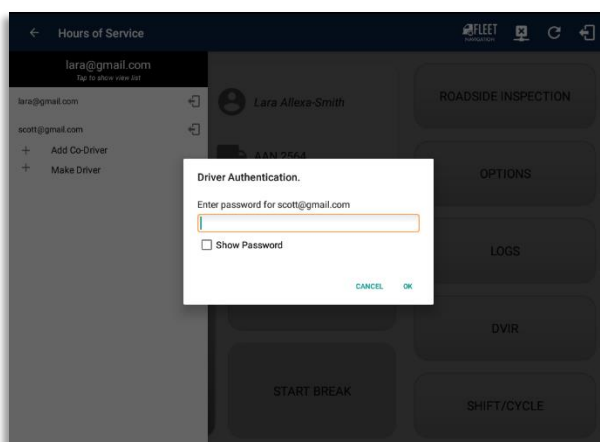 Hours of Service
FLEET
NAVIGATION
lara@gmail.com
Tap to show view list
lara@gmail.com
scott@gmail.com
+ Add Co-Driver
+ Make Driver
Lara Allexa-Smith
AAN 2564
Driver Authentication.
Enter password for scott@gmail.com
Show Password
CANCEL OK
START BREAK
ROADSIDE INSPECTION
OPTIONS
LOGS
DVIR
SHIFT/CYCLE